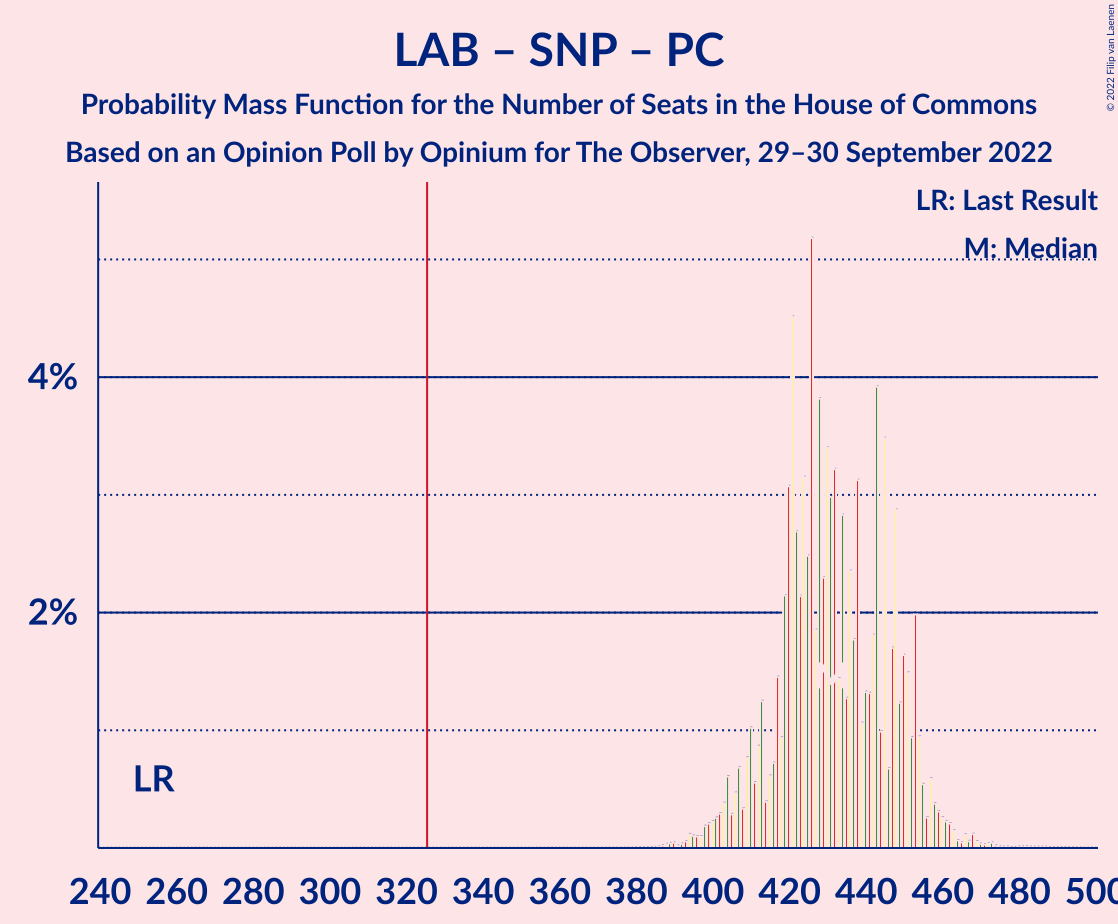 LAB – SNP – PC
Probability Mass Function for the Number of Seats in the House of Commons
Based on an Opinion Poll by Opinium for The Observer, 29–30 September 2022
© 2022 Filip van Laenen
LR: Last Result
M: Median
4%
2%
LR
240 260 280 300 320 340 360 380 400 420 440 460 480 500